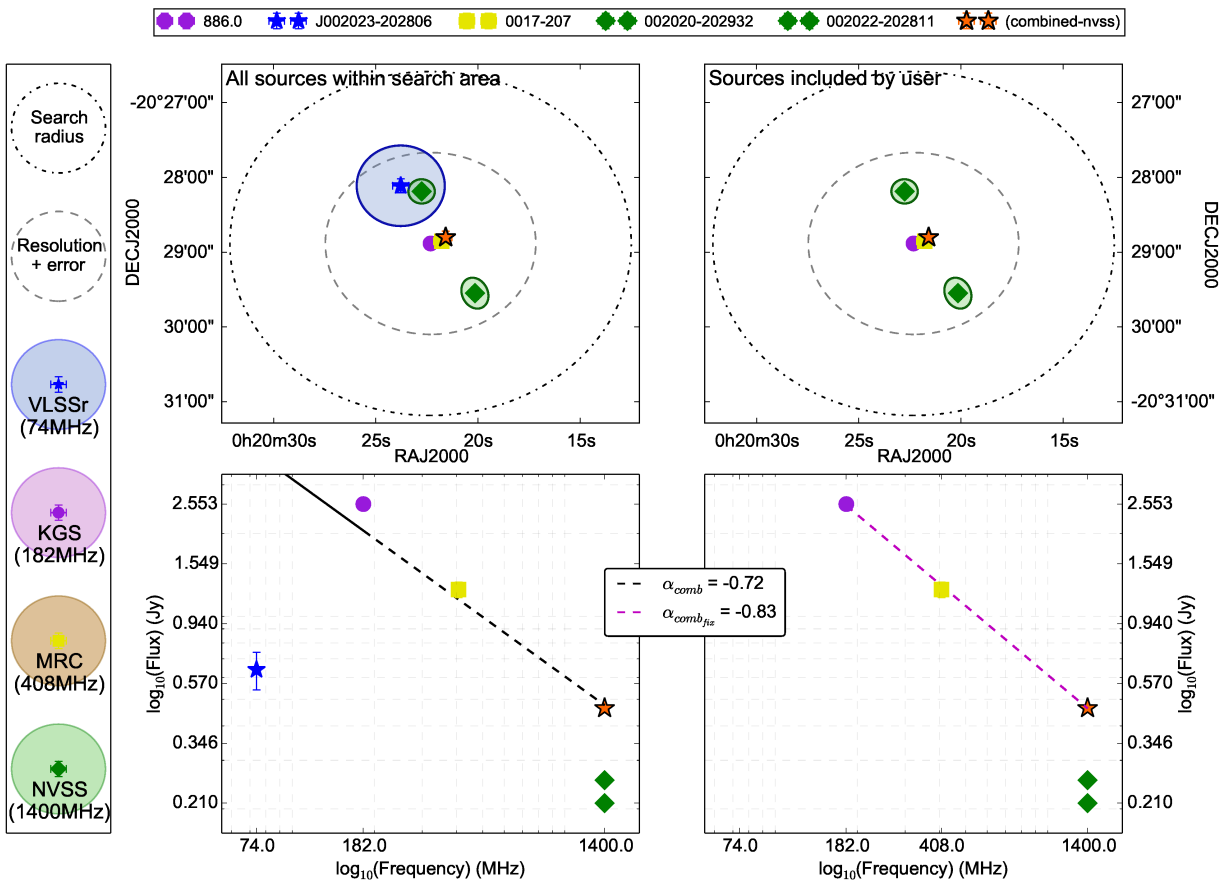 886.0 J002023-202806 0017-207 002020-202932 002022-202811 (combined-nvss)
Search
radius
Resolution
+ error
VLSSr
(74MHz)
KGS
(182MHz)
MRC
(408MHz)
NVSS
(1400MHz)
All sources within search area
DECJ2000
-20°27'00"
28'00"
29'00"
30'00"
31'00"
0h20m30s 25s 20s 15s
RAJ2000
Sources included by user
27'00"
28'00"
29'00"
30'00"
-20°31'00"
DECJ2000
0h20m30s 25s 20s 15s
RAJ2000
log10(Flux) (Jy)
2.553
1.549
0.940
0.570
0.346
0.210
74.0 182.0 1400.0
log10(Frequency) (MHz)
αcomb = -0.72
αcombfix = -0.83
2.553
1.549
0.940
0.570
0.346
0.210
log10(Flux) (Jy)
74.0 182.0 408.0 1400.0
log10(Frequency) (MHz)